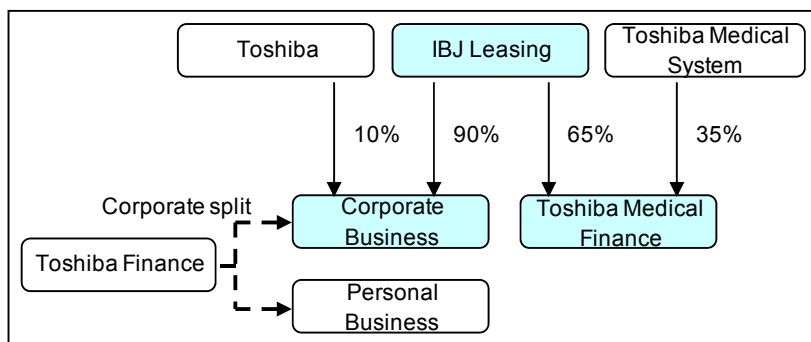 Toshiba
IBJ Leasing
Toshiba Medical
System
10%
90%
65%
35%
Corporate split
Corporate
Business
Toshiba Medical
Finance
Toshiba Finance
Personal
Business